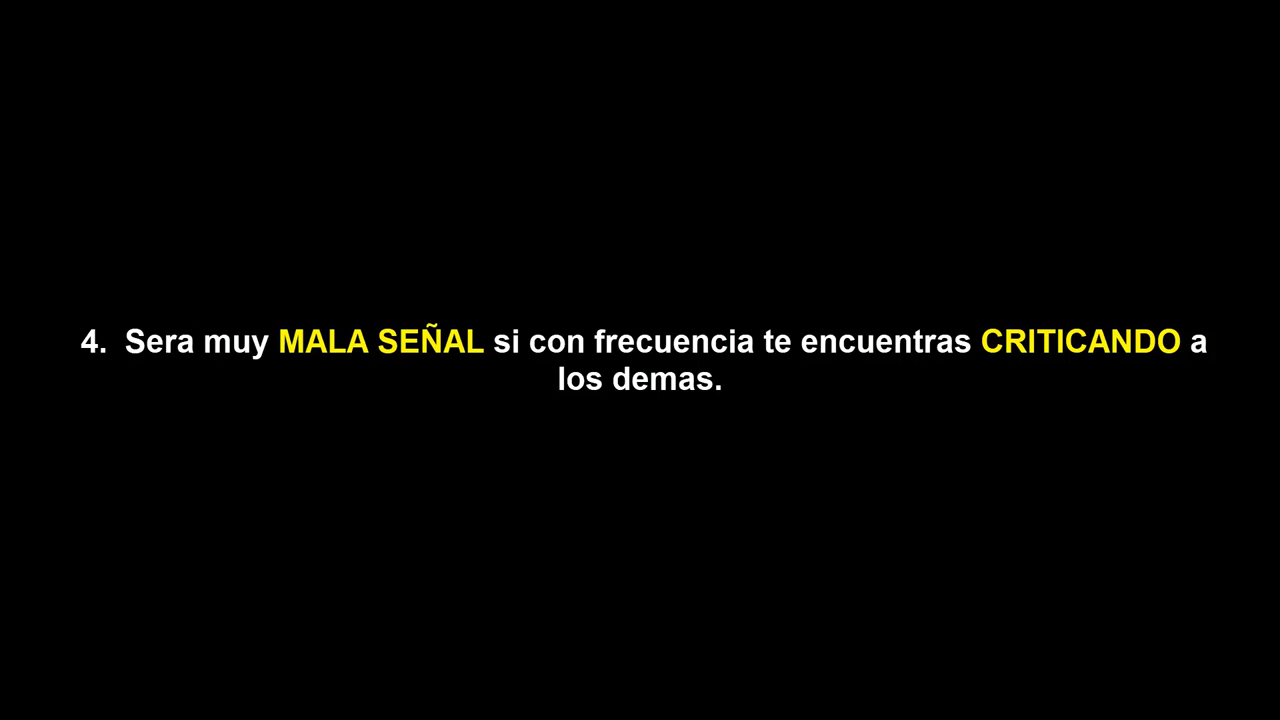 4.  Sera muy MALA SEÑAL si con frecuencia te encuentras CRITICANDO a
los demas.